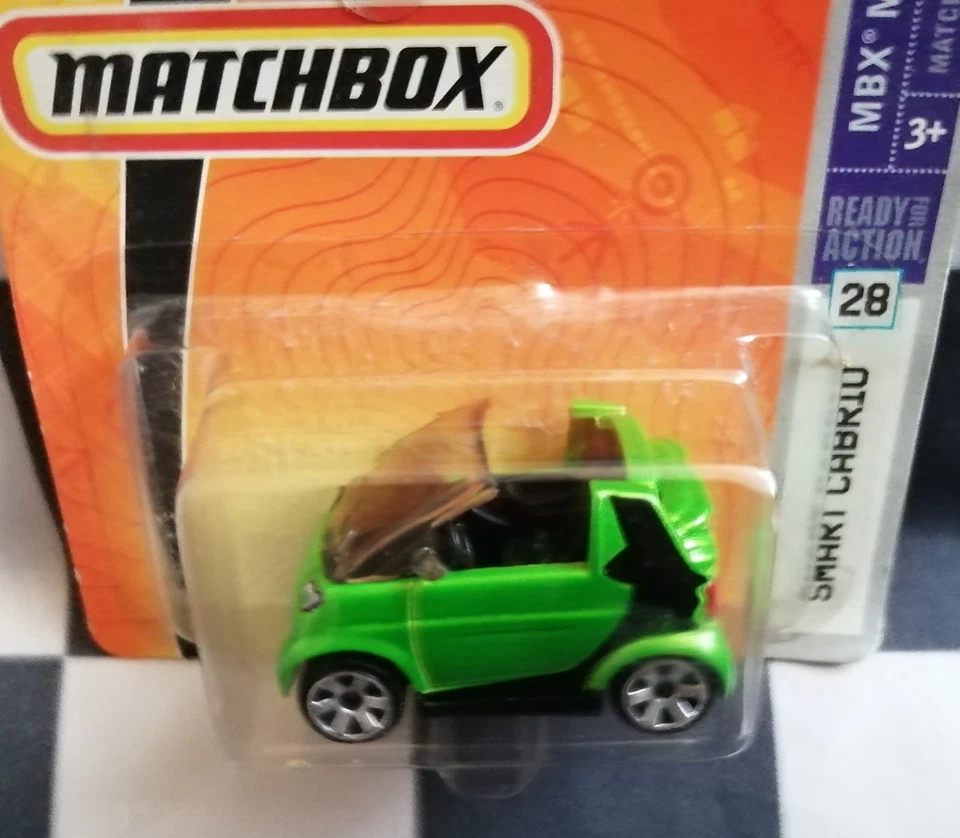 MATCHBOX®
MBX®
3+
READY FOR
ACTION
28
SMART CABRIO